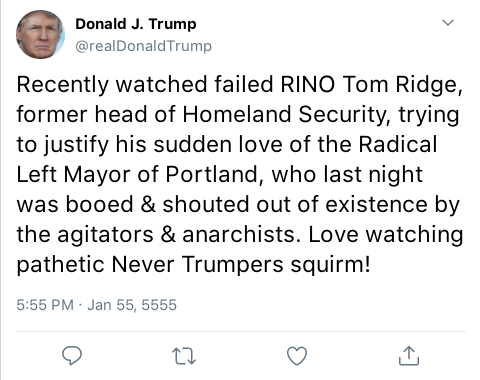 Donald J. Trump
@realDonaldTrump
Recently watched failed RINO Tom Ridge,
former head of Homeland Security, trying
to justify his sudden love of the Radical
Left Mayor of Portland, who last night
was booed & shouted out of existence by
the agitators & anarchists. Love watching
pathetic Never Trumpers squirm!
5:55 PM · Jan 55, 5555